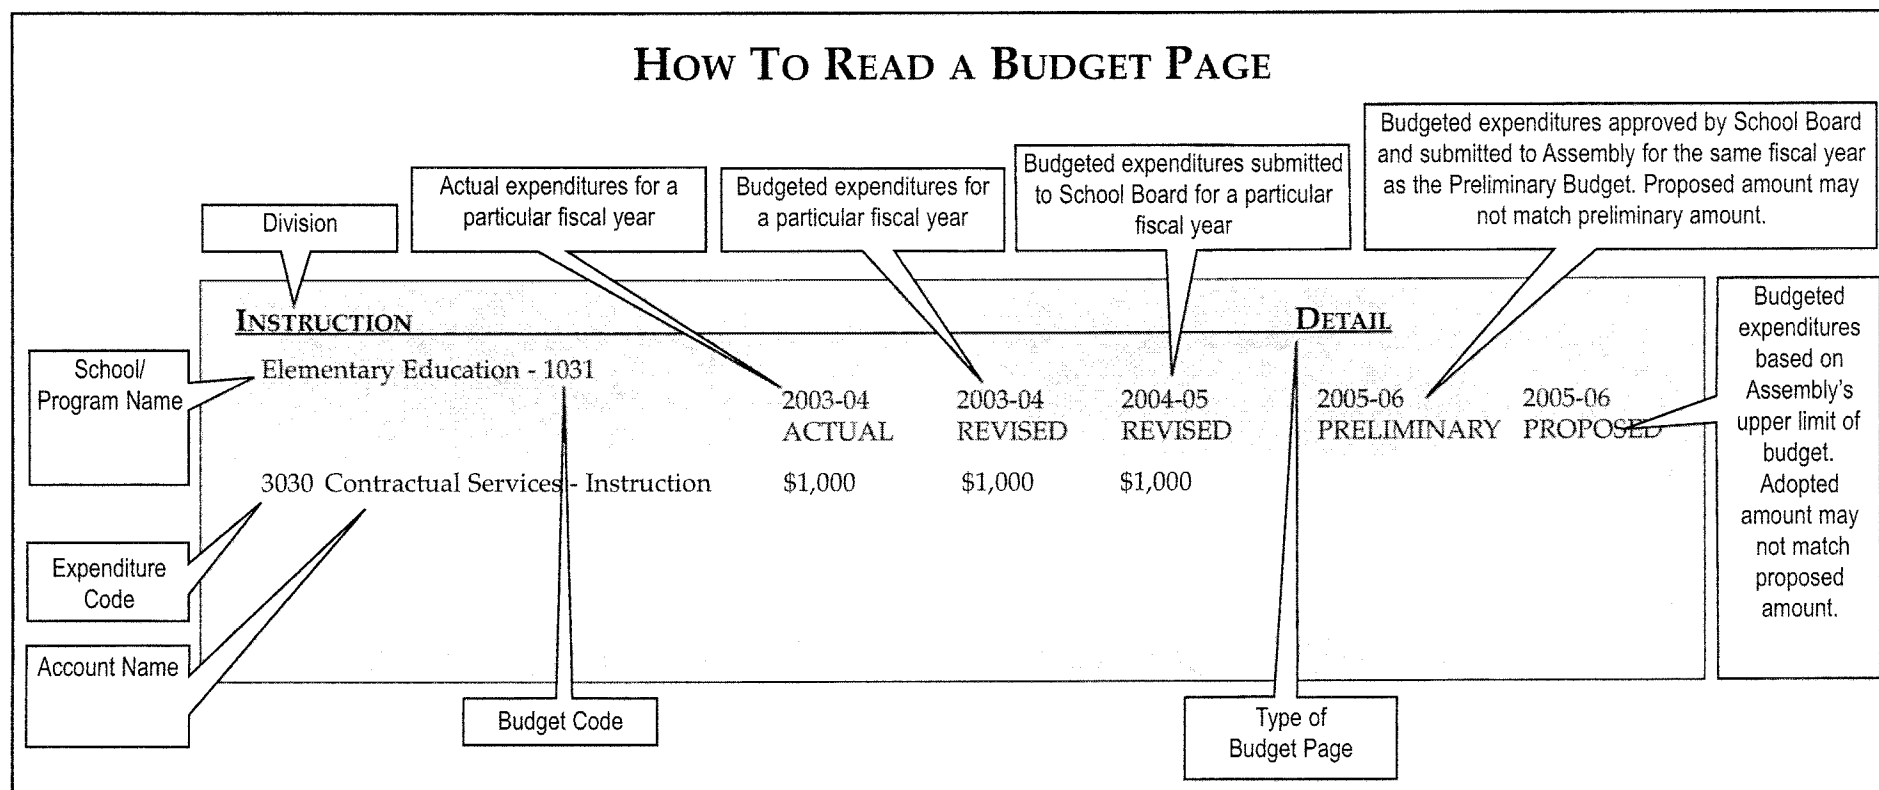 HOW TO READ A BUDGET PAGE
Budgeted expenditures approved by School Board
and submitted to Assembly for the same fiscal year
as the Preliminary Budget. Proposed amount may
not match preliminary amount.
Budgeted expenditures submitted
to School Board for a particular
fiscal year
Budgeted expenditures for
a particular fiscal year
Actual expenditures for a
particular fiscal year
Division
INSTRUCTION
DETAIL
School/
Program Name
Elementary Education - 1031
2003-04 2003-04 2004-05 2005-06 2005-06
ACTUAL REVISED REVISED PRELIMINARY PROPOSED
3030 Contractual Services - Instruction $1,000 $1,000 $1,000
Budgeted
expenditures
based on
Assembly's
upper limit of
budget.
Adopted
amount may
not match
proposed
amount.
Expenditure
Code
Account Name
Budget Code
Type of
Budget Page